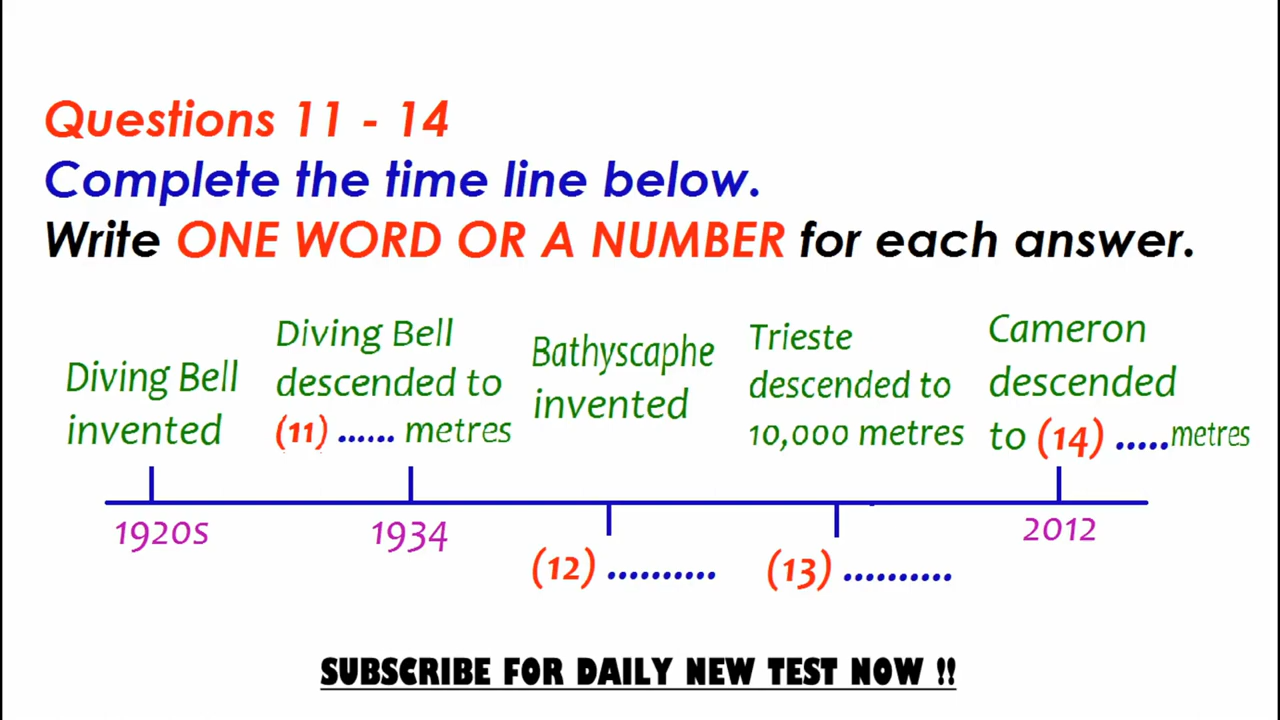 Questions 11 - 14
Complete the time line below.
Write ONE WORD OR A NUMBER for each answer.
Diving Bell
invented
Diving Bell
descended to
(11) ...... metres
Bathyscaphe
invented
Trieste
descended to
10,000 metres
Cameron
descended
to (14) .....metres
1920s
1934
(12) ..........
(13) ..........
2012
SUBSCRIBE FOR DAILY NEW TEST NOW !!